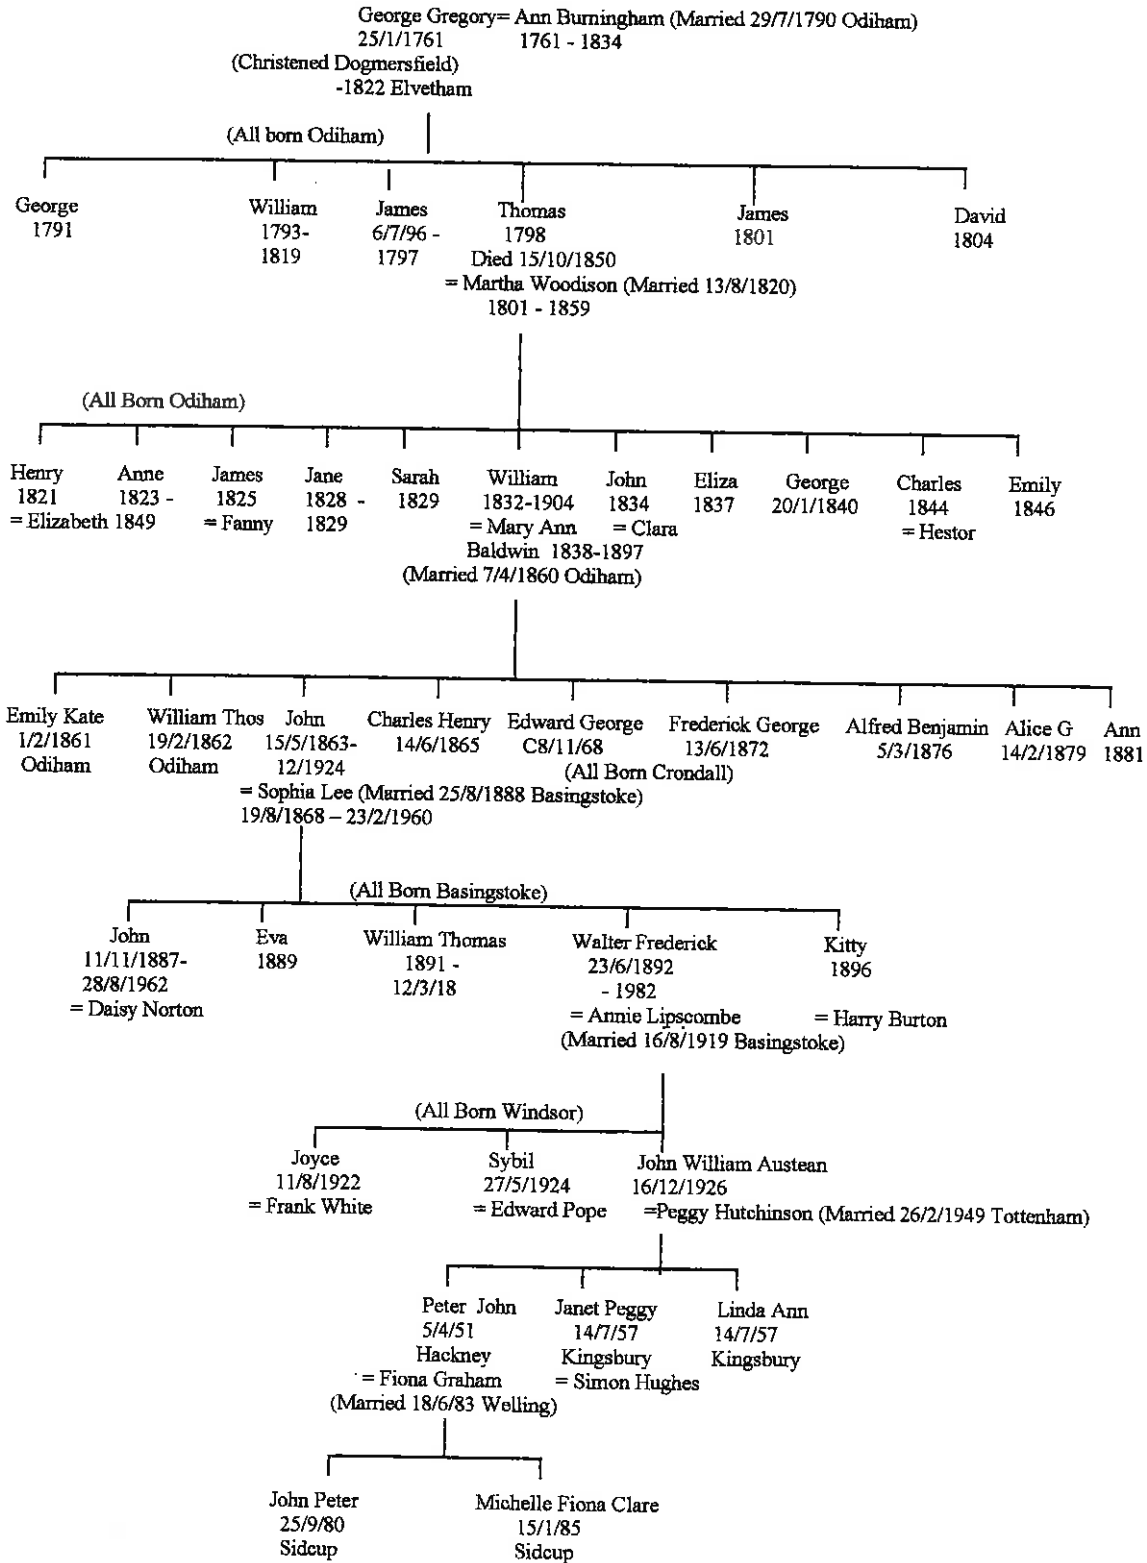 George Gregory= Ann Burningham (Married 29/7/1790 Odiham)
25/1/1761 1761 - 1834
(Christened Dogmersfield)
-1822 Elvetham
(All born Odiham)
George
1791
William
1793-
1819
James
6/7/96 -
1797
Thomas
1798
Died 15/10/1850
= Martha Woodison (Married 13/8/1820)
1801 - 1859
James
1801
David
1804
(All Born Odiham)
Henry
1821
= Elizabeth
Anne
1823 -
1849
James
1825
= Fanny
Jane
1828 -
1829
Sarah
1829
William
1832-1904
= Mary Ann
Baldwin 1838-1897
(Married 7/4/1860 Odiham)
John
1834
= Clara
Eliza
1837
George
20/1/1840
Charles
1844
= Hestor
Emily
1846
Emily Kate
1/2/1861
Odiham
William Thos
19/2/1862
Odiham
John
15/5/1863-
12/1924
= Sophia Lee (Married 25/8/1888 Basingstoke)
19/8/1868 – 23/2/1960
Charles Henry
14/6/1865
Edward George
C8/11/68
Frederick George
13/6/1872
(All Born Crondall)
Alfred Benjamin
5/3/1876
Alice G
14/2/1879
Ann
1881
(All Born Basingstoke)
John
11/11/1887-
28/8/1962
= Daisy Norton
Eva
1889
William Thomas
1891 -
12/3/18
Walter Frederick
23/6/1892
- 1982
= Annie Lipscombe
(Married 16/8/1919 Basingstoke)
Kitty
1896
= Harry Burton
(All Born Windsor)
Joyce
11/8/1922
= Frank White
Sybil
27/5/1924
= Edward Pope
John William Austean
16/12/1926
=Peggy Hutchinson (Married 26/2/1949 Tottenham)
Peter John
5/4/51
Hackney
= Fiona Graham
(Married 18/6/83 Welling)
Janet Peggy
14/7/57
Kingsbury
= Simon Hughes
Linda Ann
14/7/57
Kingsbury
John Peter
25/9/80
Sidcup
Michelle Fiona Clare
15/1/85
Sidcup